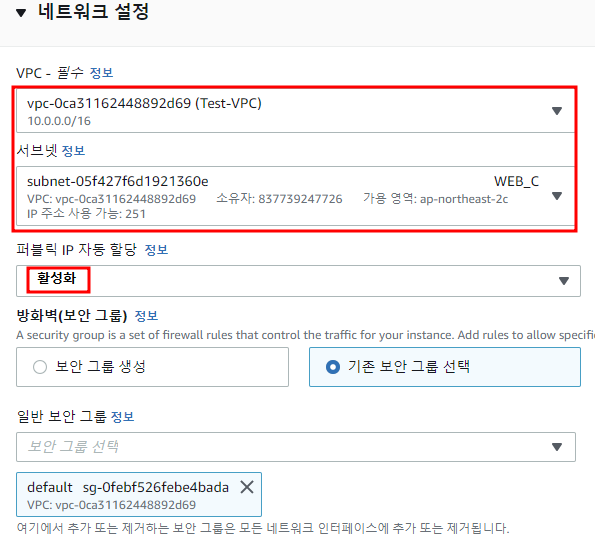 ▼ 네트워크 설정
VPC - 필수 정보
vpc-0ca31162448892d69 (Test-VPC)
10.0.0.0/16
서브넷 정보
subnet-05f427f6d1921360e WEB_C
VPC: vpc-0ca31162448892d69 소유자: 837739247726 가용 영역: ap-northeast-2c
IP 주소 사용 가능: 251
퍼블릭 IP 자동 할당 정보
활성화
방화벽(보안 그룹) 정보
A security group is a set of firewall rules that control the traffic for your instance. Add rules to allow specifi
보안 그룹 생성 기존 보안 그룹 선택
일반 보안 그룹 정보
보안 그룹 선택
default sg-0febf526febe4bada
VPC: vpc-0ca31162448892d69
여기에서 추가 또는 제거하는 보안 그룹은 모든 네트워크 인터페이스에 추가 또는 제거됩니다.